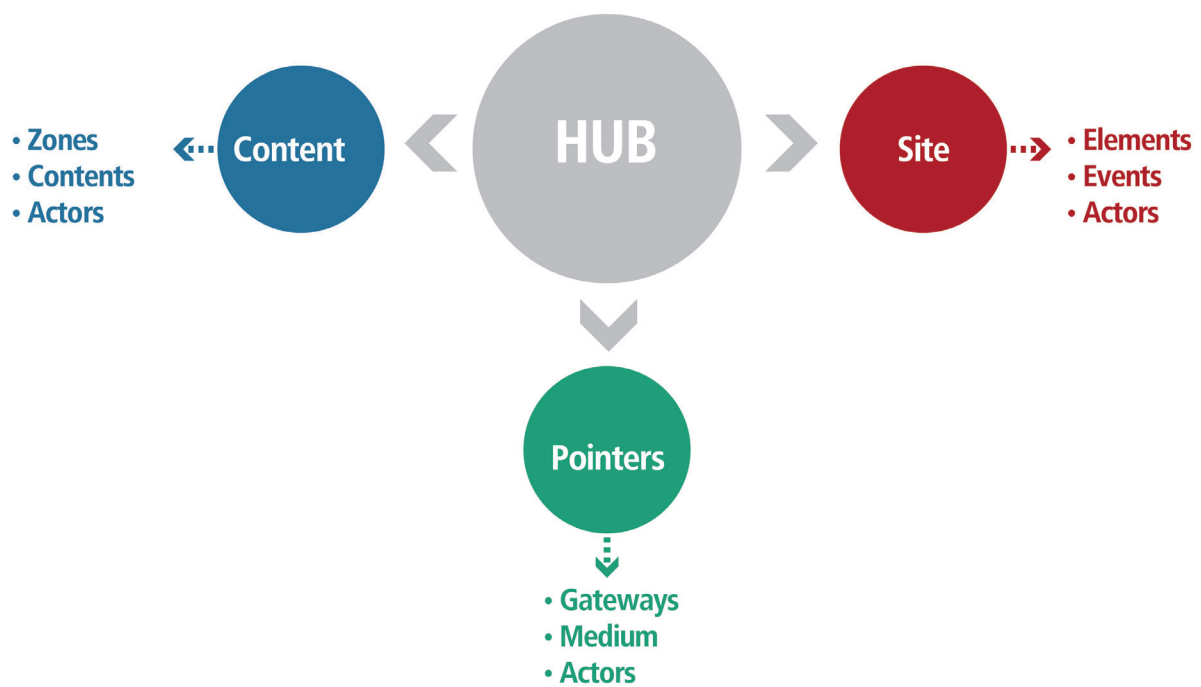 HUB
Content
• Zones
• Contents
• Actors
Site
• Elements
• Events
• Actors
Pointers
• Gateways
• Medium
• Actors